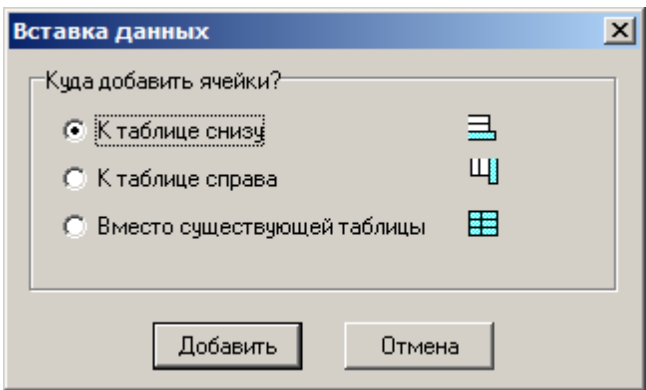 Вставка данных
Куда добавить ячейки?
К таблице снизу
К таблице справа
Вместо существующей таблицы
Добавить Отмена